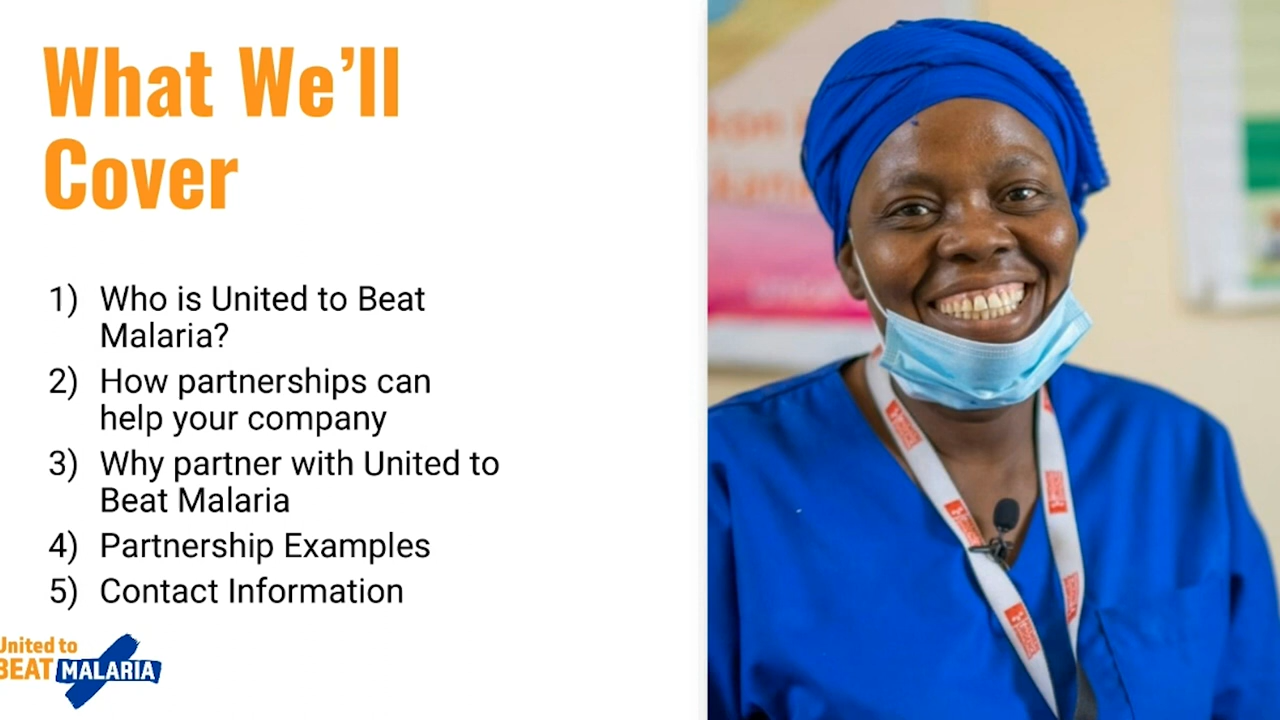 What We’ll
Cover
1) Who is United to Beat
Malaria?
2) How partnerships can
help your company
3) Why partner with United to
Beat Malaria
4) Partnership Examples
5) Contact Information
United to
BEAT MALARIA